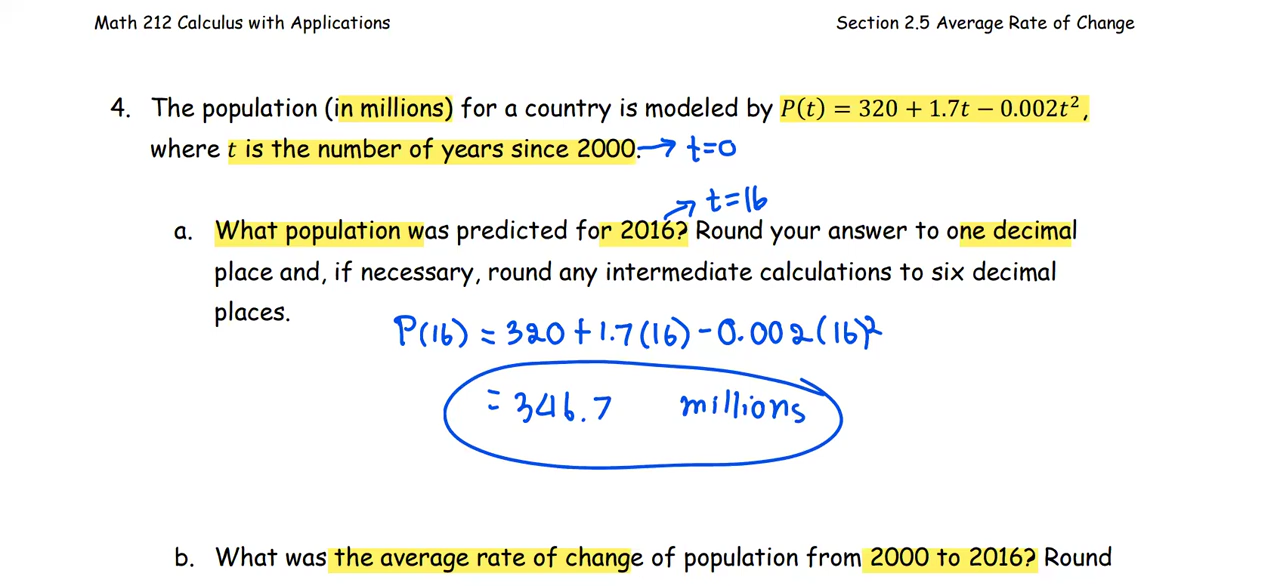 Math 212 Calculus with Applications Section 2.5 Average Rate of Change
4. The population (in millions) for a country is modeled by P(t) = 320 + 1.7t − 0.002t²,
where t is the number of years since 2000. → t=0
→ t=16
a. What population was predicted for 2016? Round your answer to one decimal
place and, if necessary, round any intermediate calculations to six decimal
places.
P(16) = 320 + 1.7(16) − 0.002(16)²
= 346.7 millions
b. What was the average rate of change of population from 2000 to 2016? Round